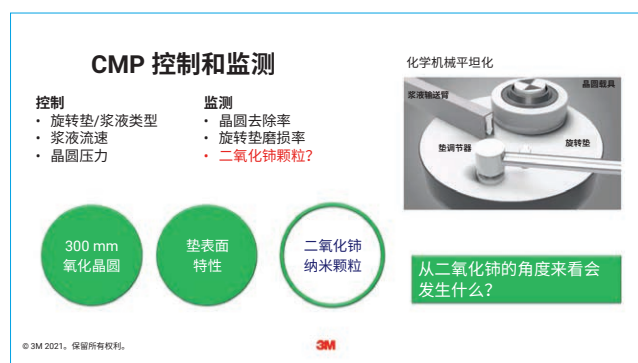 CMP 控制和监测
控制
• 旋转垫/浆液类型
• 浆液流速
• 晶圆压力
监测
• 晶圆去除率
• 旋转垫磨损率
• 二氧化铈颗粒？
化学机械平坦化
浆液输送臂
晶圆载具
垫调节器
旋转垫
300 mm
氧化晶圆
垫表面
特性
二氧化铈
纳米颗粒
从二氧化铈的角度来看会
发生什么？
© 3M 2021。保留所有权利。
3M